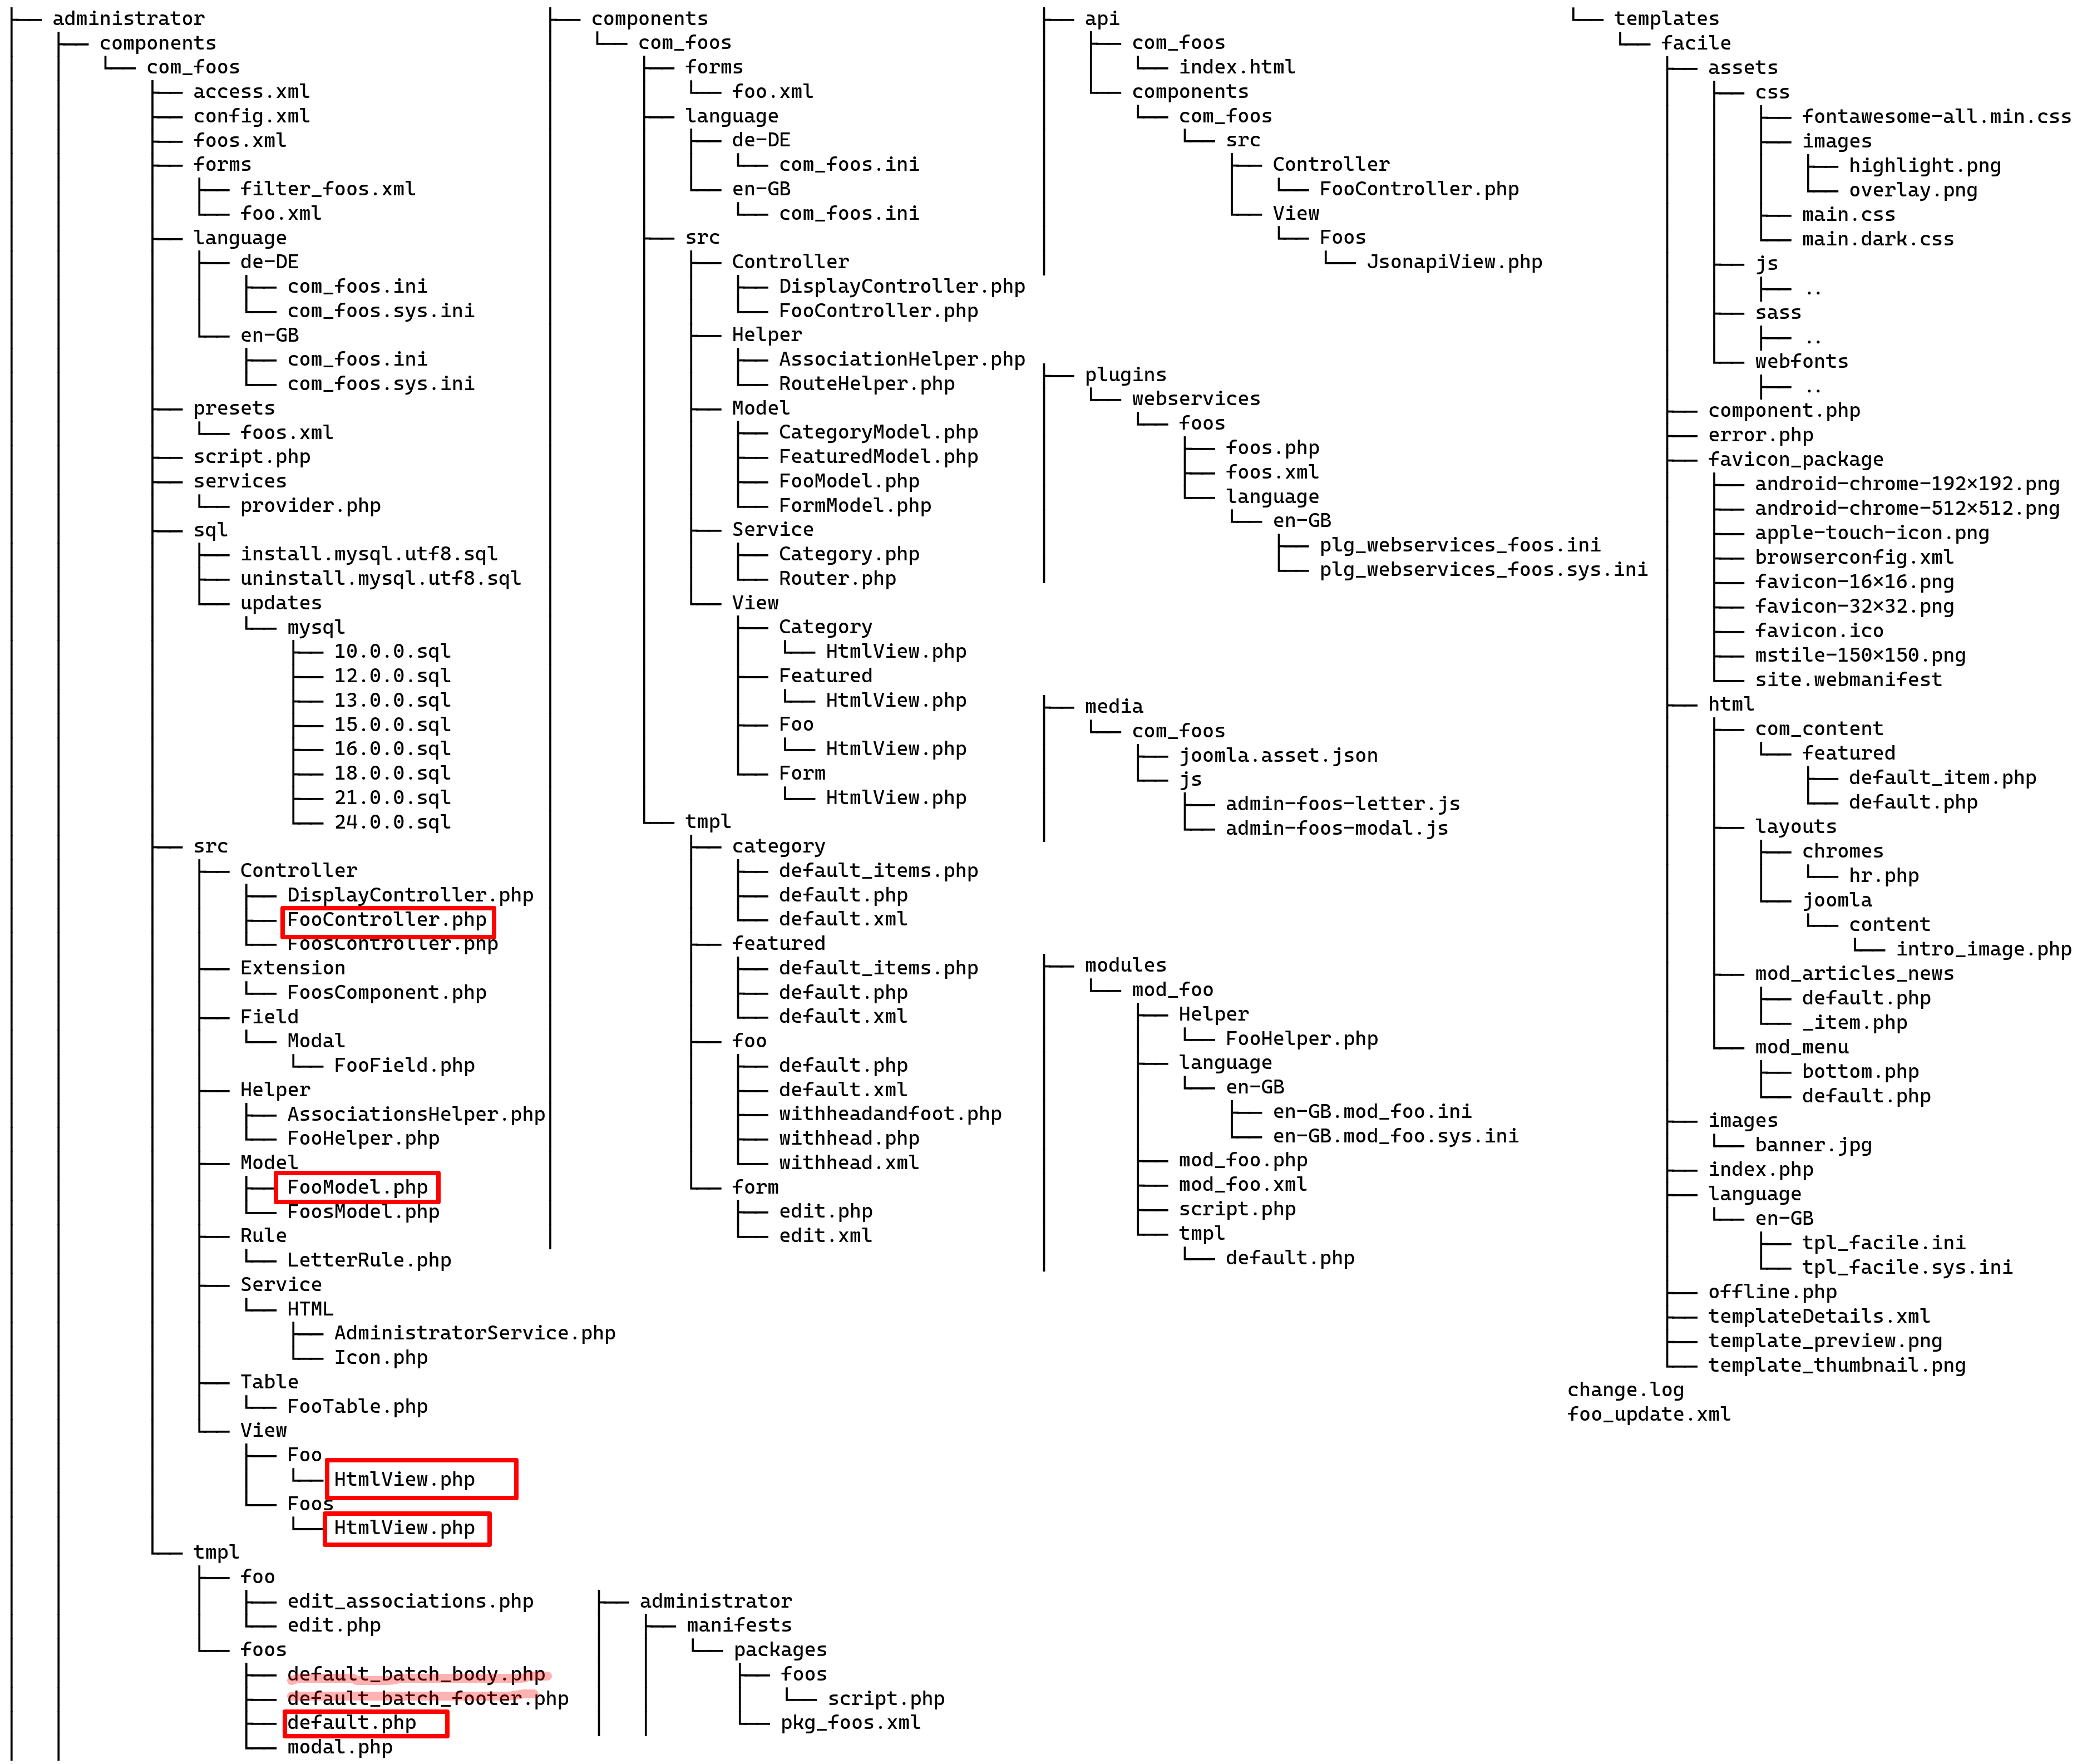 administrator
components
com_foos
access.xml
config.xml
foos.xml
forms
filter_foos.xml
foo.xml
language
de-DE
com_foos.ini
com_foos.sys.ini
en-GB
com_foos.ini
com_foos.sys.ini
presets
foos.xml
script.php
services
provider.php
sql
install.mysql.utf8.sql
uninstall.mysql.utf8.sql
updates
mysql
10.0.0.sql
12.0.0.sql
13.0.0.sql
15.0.0.sql
16.0.0.sql
18.0.0.sql
21.0.0.sql
24.0.0.sql
src
Controller
DisplayController.php
FooController.php
FoosController.php
Extension
FoosComponent.php
Field
Modal
FooField.php
Helper
AssociationsHelper.php
FooHelper.php
Model
FooModel.php
FoosModel.php
Rule
LetterRule.php
Service
HTML
AdministratorService.php
Icon.php
Table
FooTable.php
View
Foo
HtmlView.php
Foos
HtmlView.php
tmpl
foo
edit_associations.php
edit.php
foos
default_batch_body.php
default_batch_footer.php
default.php
modal.php
components
com_foos
forms
foo.xml
language
de-DE
com_foos.ini
en-GB
com_foos.ini
src
Controller
DisplayController.php
FooController.php
Helper
AssociationHelper.php
RouteHelper.php
Model
CategoryModel.php
FeaturedModel.php
FooModel.php
FormModel.php
Service
Category.php
Router.php
View
Category
HtmlView.php
Featured
HtmlView.php
Foo
HtmlView.php
Form
HtmlView.php
tmpl
category
default_items.php
default.php
default.xml
featured
default_items.php
default.php
default.xml
foo
default.php
default.xml
withheadandfoot.php
withhead.php
withhead.xml
form
edit.php
edit.xml
administrator
manifests
packages
foos
script.php
pkg_foos.xml
api
com_foos
index.html
components
com_foos
src
Controller
FooController.php
View
Foos
JsonapiView.php
plugins
webservices
foos
foos.php
foos.xml
language
en-GB
plg_webservices_foos.ini
plg_webservices_foos.sys.ini
media
com_foos
joomla.asset.json
js
admin-foos-letter.js
admin-foos-modal.js
modules
mod_foo
Helper
FooHelper.php
language
en-GB
en-GB.mod_foo.ini
en-GB.mod_foo.sys.ini
mod_foo.php
mod_foo.xml
script.php
tmpl
default.php
templates
facile
assets
css
fontawesome-all.min.css
images
highlight.png
overlay.png
main.css
main.dark.css
js
..
sass
..
webfonts
..
component.php
error.php
favicon_package
android-chrome-192×192.png
android-chrome-512×512.png
apple-touch-icon.png
browserconfig.xml
favicon-16×16.png
favicon-32×32.png
favicon.ico
mstile-150×150.png
site.webmanifest
html
com_content
featured
default_item.php
default.php
layouts
chromes
hr.php
joomla
content
intro_image.php
mod_articles_news
default.php
_item.php
mod_menu
bottom.php
default.php
images
banner.jpg
index.php
language
en-GB
tpl_facile.ini
tpl_facile.sys.ini
offline.php
templateDetails.xml
template_preview.png
template_thumbnail.png
change.log
foo_update.xml